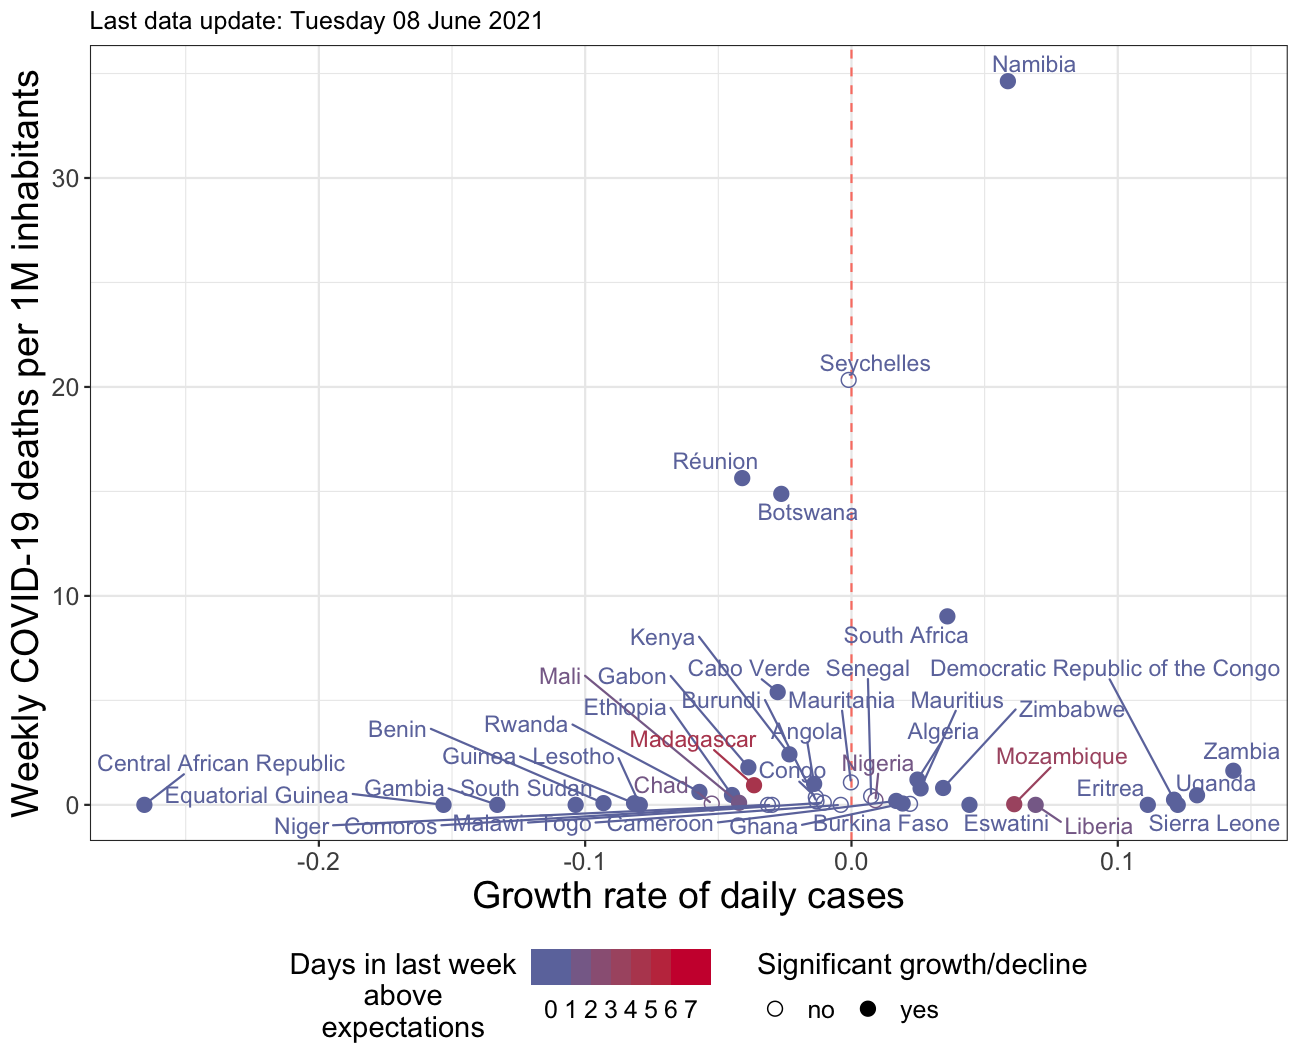 Last data update: Tuesday 08 June 2021
Weekly COVID-19 deaths per 1M inhabitants
30
20
10
0
Namibia
Seychelles
Réunion
Botswana
South Africa
Kenya
Mali
Gabon
Cabo Verde
Senegal
Democratic Republic of the Congo
Ethiopia
Burundi
Mauritania
Mauritius
Zimbabwe
Benin
Rwanda
Madagascar
Angola
Algeria
Central African Republic
Guinea
Lesotho
Congo
Nigeria
Mozambique
Zambia
Equatorial Guinea
Gambia
South Sudan
Chad
Eritrea
Uganda
Niger
Comoros
Malawi
Togo
Cameroon
Ghana
Burkina Faso
Eswatini
Liberia
Sierra Leone
-0.2
-0.1
0.0
0.1
Growth rate of daily cases
Days in last week
above
expectations
0 1 2 3 4 5 6 7
Significant growth/decline
no
yes